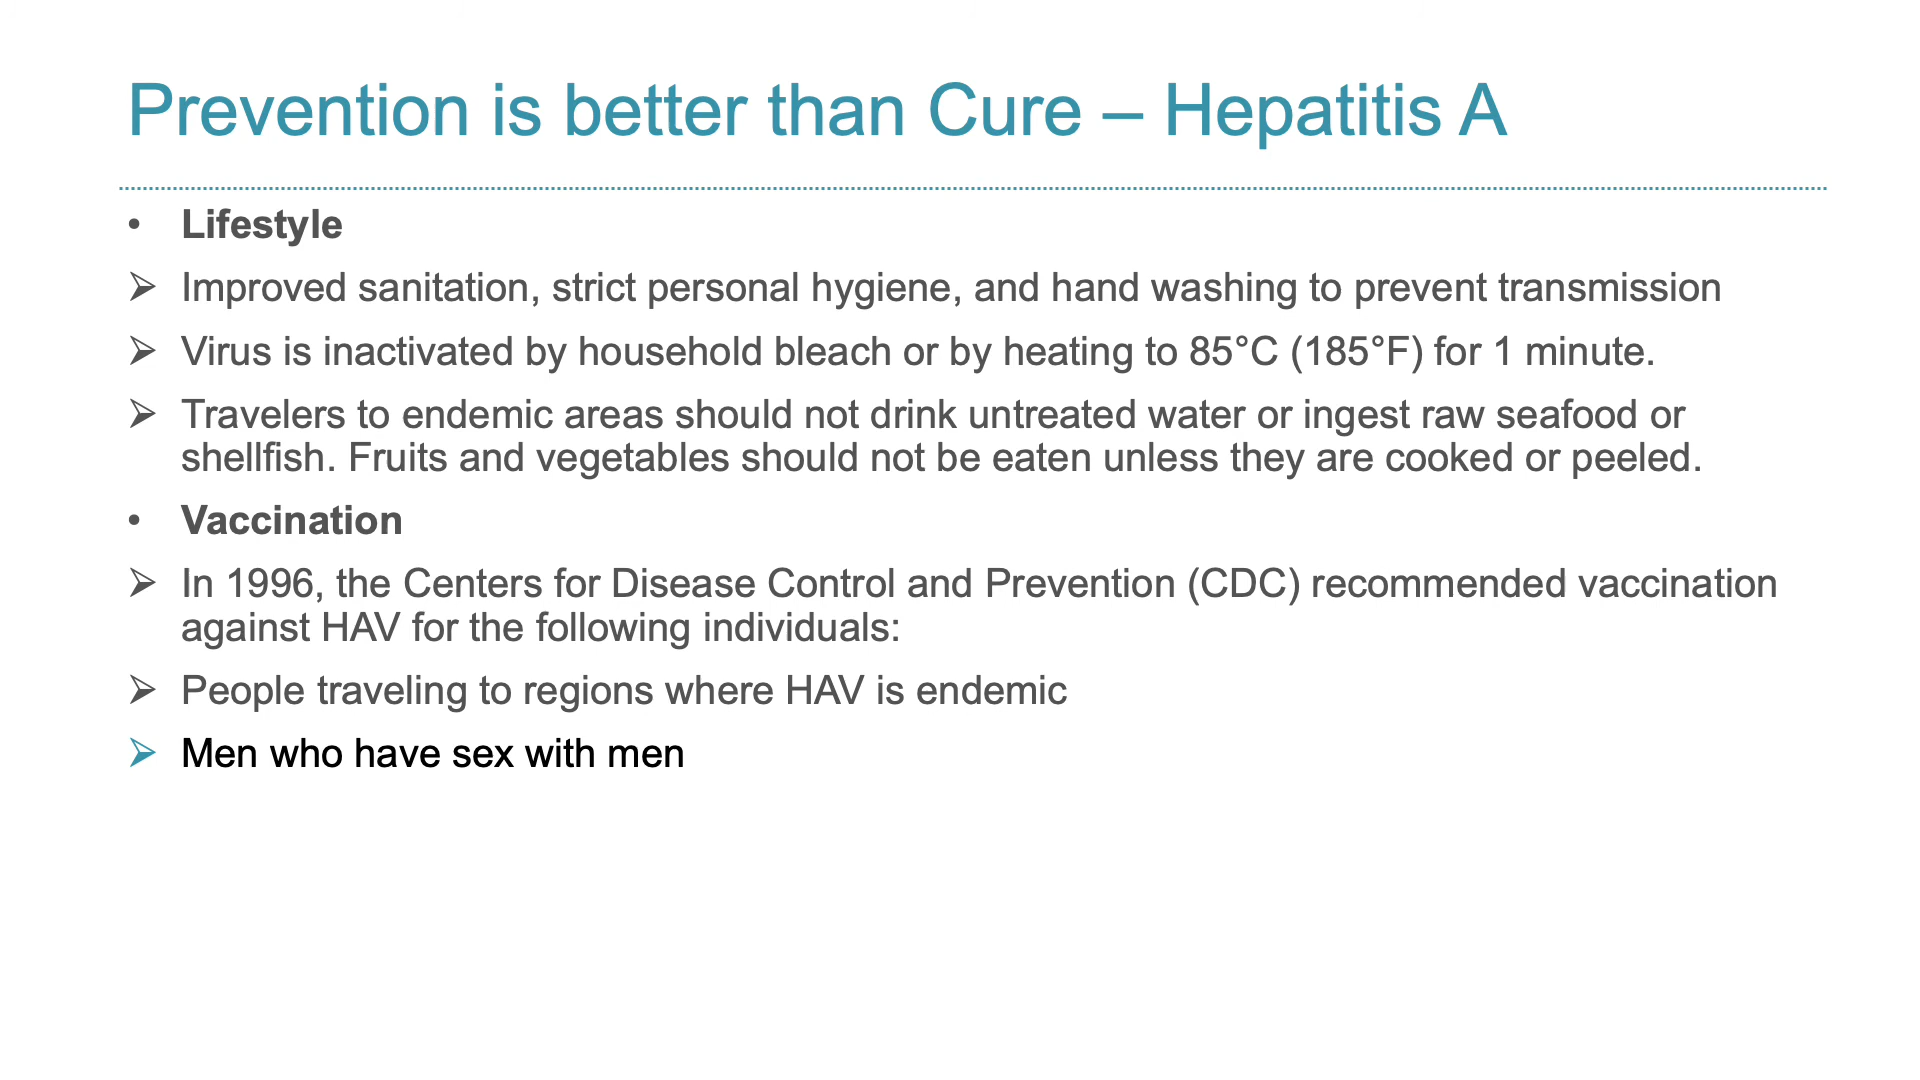 Prevention is better than Cure – Hepatitis A
• Lifestyle
➢ Improved sanitation, strict personal hygiene, and hand washing to prevent transmission
➢ Virus is inactivated by household bleach or by heating to 85°C (185°F) for 1 minute.
➢ Travelers to endemic areas should not drink untreated water or ingest raw seafood or
shellfish. Fruits and vegetables should not be eaten unless they are cooked or peeled.
• Vaccination
➢ In 1996, the Centers for Disease Control and Prevention (CDC) recommended vaccination
against HAV for the following individuals:
➢ People traveling to regions where HAV is endemic
➢ Men who have sex with men